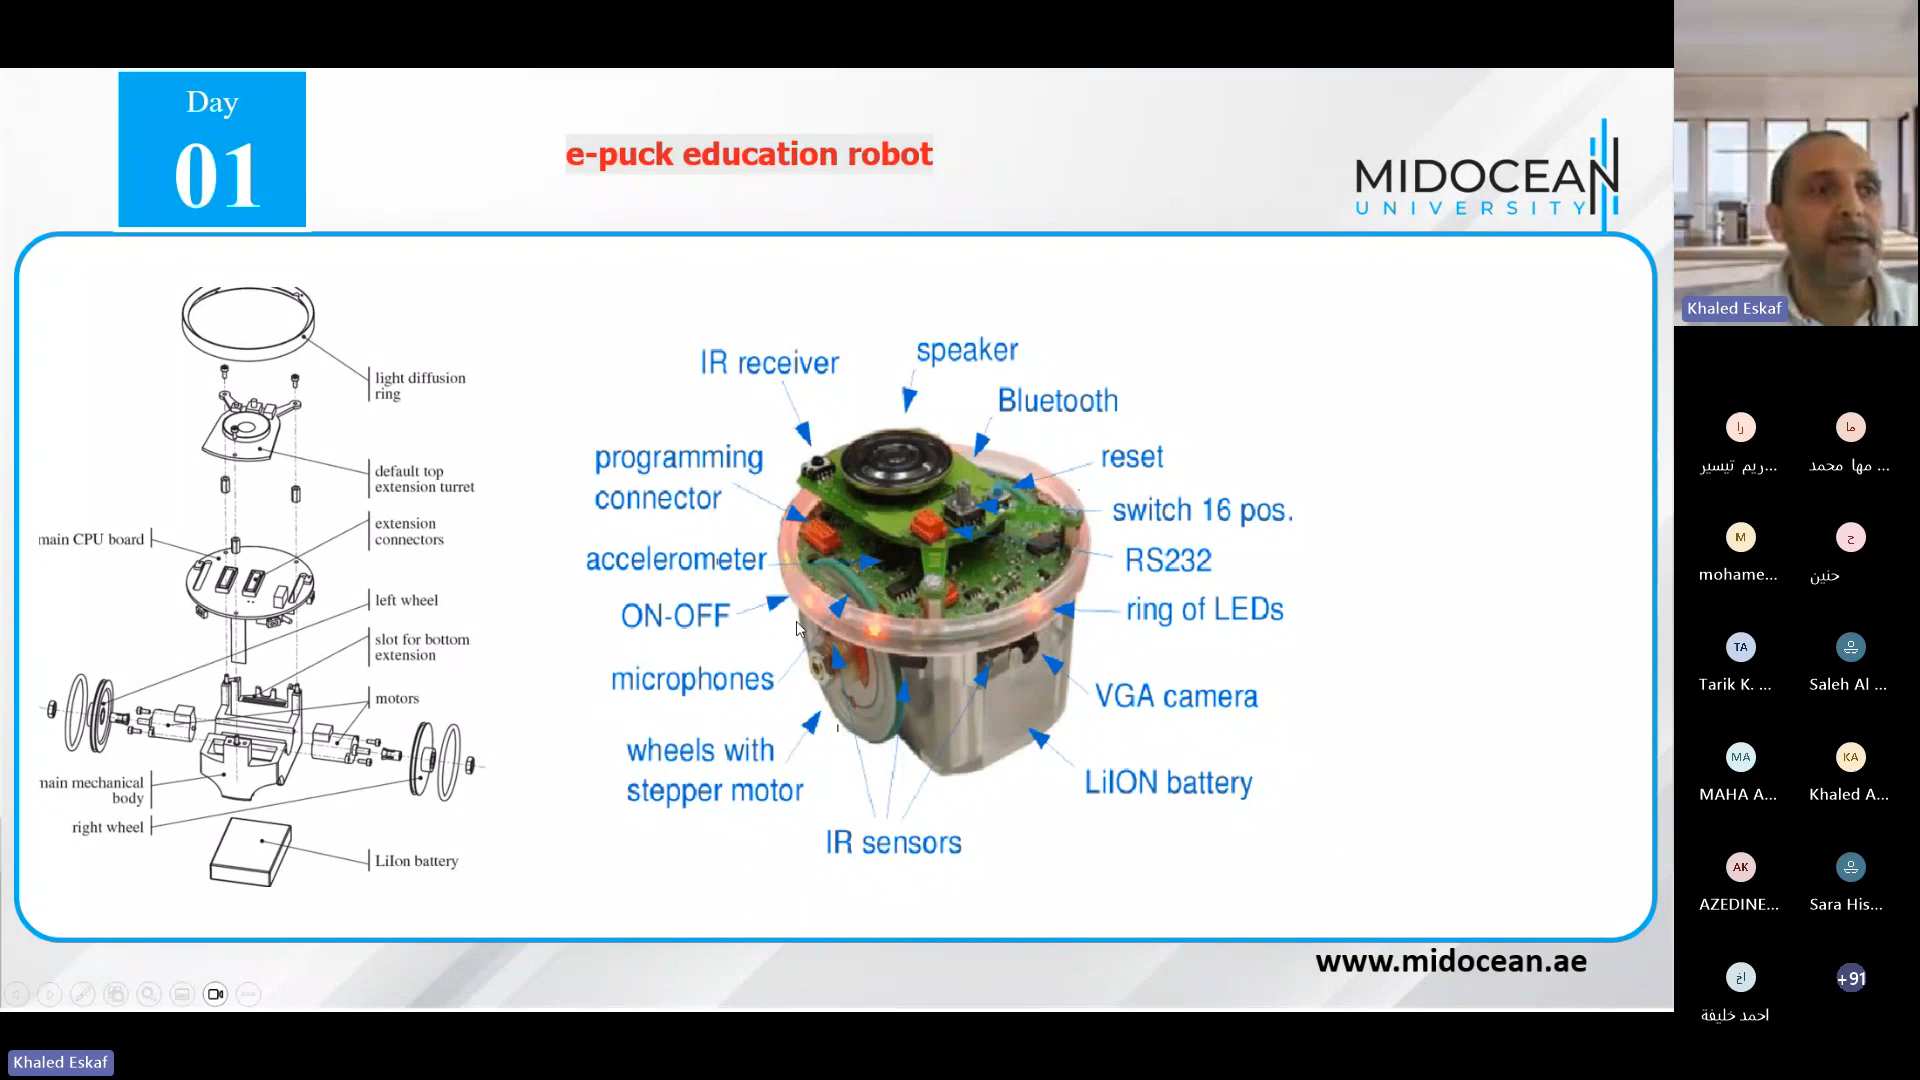 Day
01
e-puck education robot
MIDOCEAN
UNIVERSITY
light diffusion
ring
default top
extension turret
extension
connectors
main CPU board
left wheel
slot for bottom
extension
motors
main mechanical
body
right wheel
LiIon battery
IR receiver
speaker
Bluetooth
programming
connector
reset
switch 16 pos.
accelerometer
RS232
ON-OFF
ring of LEDs
microphones
VGA camera
wheels with
stepper motor
LiION battery
IR sensors
www.midocean.ae
Khaled Eskaf
Khaled Eskaf
را
ما
ريم تيسير...
مها محمد ...
M
ح
mohame...
حنين
TA
Tarik K. ...
Saleh Al ...
MA
KA
MAHA A...
Khaled A...
AK
AZEDINE...
Sara His...
اخ
+91
احمد خليفة